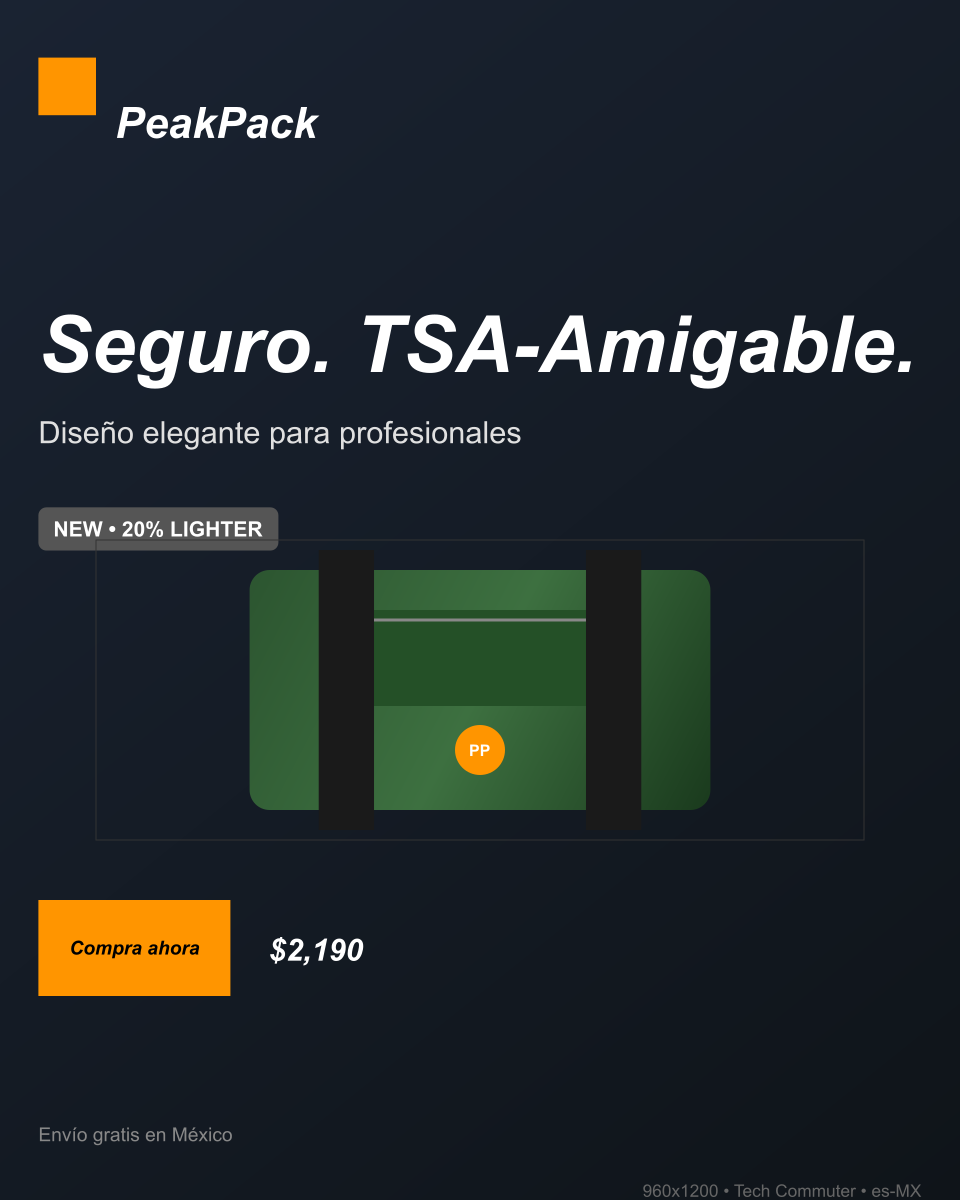 PeakPack
Seguro. TSA-Amigable.
Diseño elegante para profesionales
NEW • 20% LIGHTER
PP
Compra ahora
$2,190
Envío gratis en México
960x1200 • Tech Commuter • es-MX